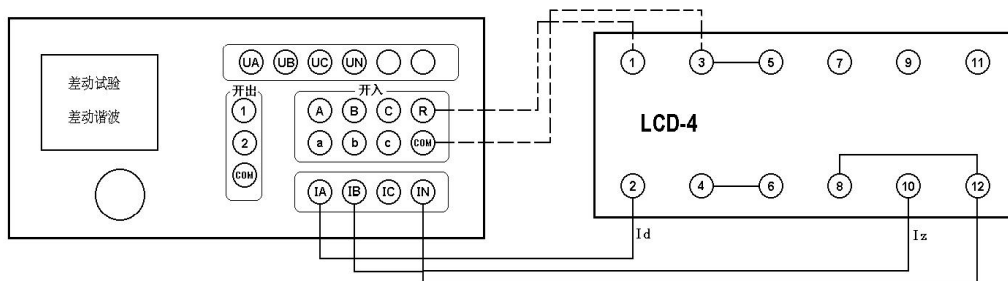 差动试验
差动谐波
UA UB UC UN
开出
1
2
COM
开入
A B C R
a b c COM
IA IB IC IN
1 3 5 7 9 11
LCD-4
2 4 6 8 10 12
Id
Iz